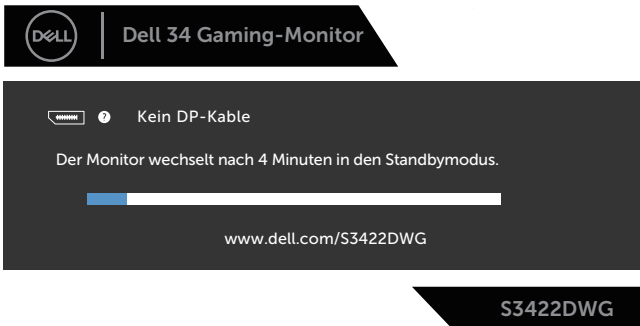 DELL
Dell 34 Gaming-Monitor
? Kein DP-Kable
Der Monitor wechselt nach 4 Minuten in den Standbymodus.
www.dell.com/S3422DWG
S3422DWG